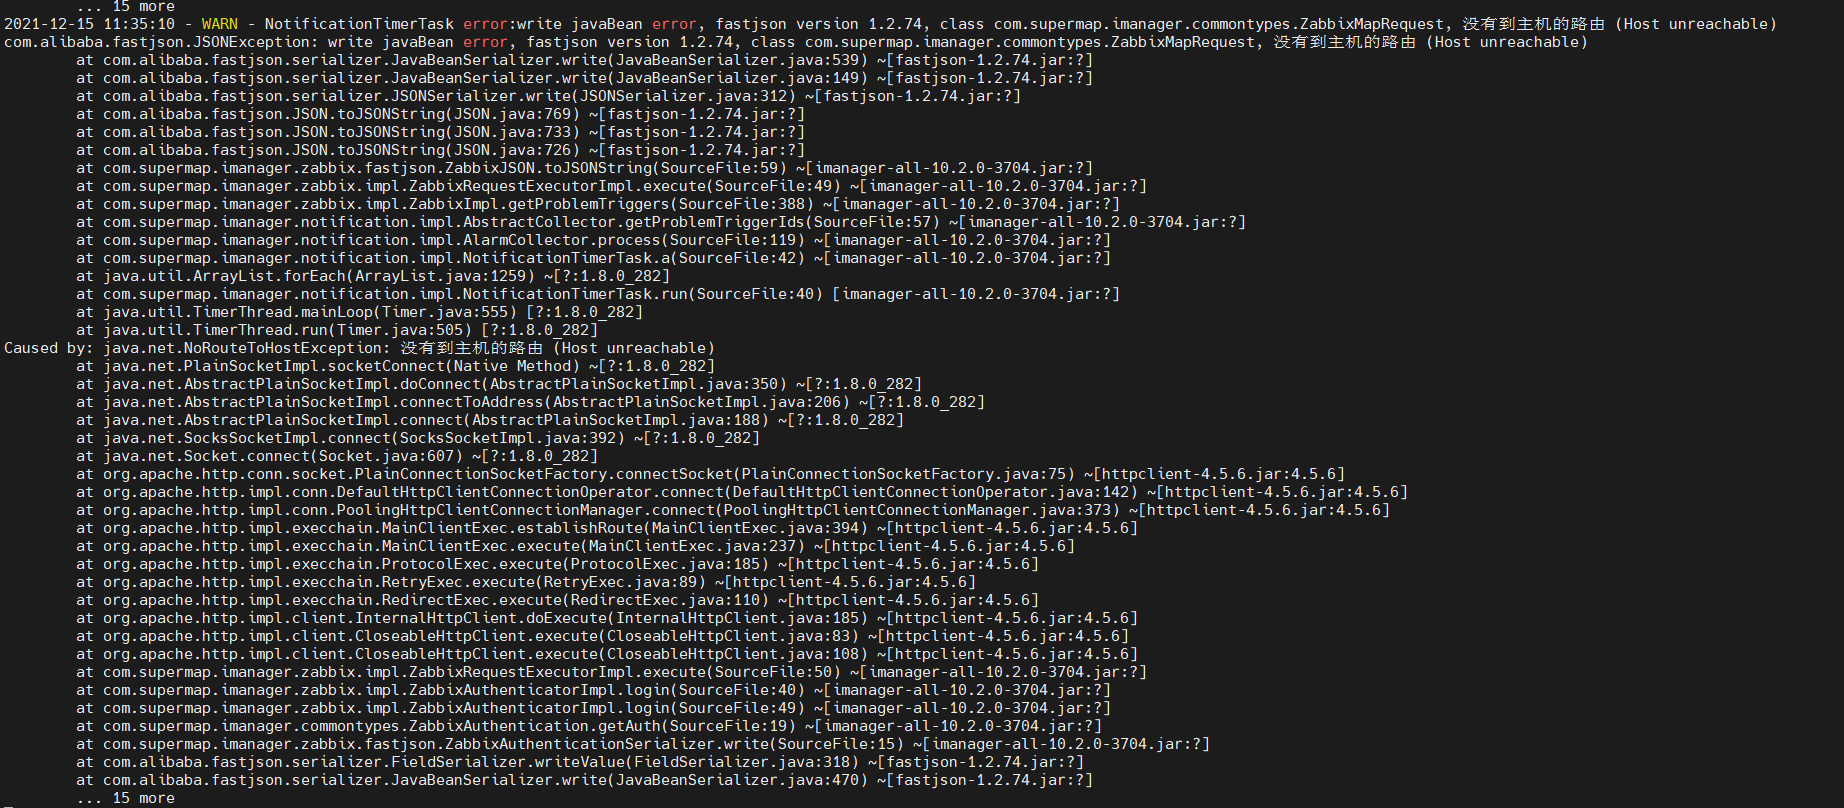 ... 15 more
2021-12-15 11:35:10 - WARN - NotificationTimerTask error:write javaBean error, fastjson version 1.2.74, class com.supermap.imanager.commontypes.ZabbixMapRequest, 没有到主机的路由 (Host unreachable)
com.alibaba.fastjson.JSONException: write javaBean error, fastjson version 1.2.74, class com.supermap.imanager.commontypes.ZabbixMapRequest, 没有到主机的路由 (Host unreachable)
at com.alibaba.fastjson.serializer.JavaBeanSerializer.write(JavaBeanSerializer.java:539) ~[fastjson-1.2.74.jar:?]
at com.alibaba.fastjson.serializer.JavaBeanSerializer.write(JavaBeanSerializer.java:149) ~[fastjson-1.2.74.jar:?]
at com.alibaba.fastjson.serializer.JSONSerializer.write(JSONSerializer.java:312) ~[fastjson-1.2.74.jar:?]
at com.alibaba.fastjson.JSON.toJSONString(JSON.java:769) ~[fastjson-1.2.74.jar:?]
at com.alibaba.fastjson.JSON.toJSONString(JSON.java:733) ~[fastjson-1.2.74.jar:?]
at com.alibaba.fastjson.JSON.toJSONString(JSON.java:726) ~[fastjson-1.2.74.jar:?]
at com.supermap.imanager.zabbix.fastjson.ZabbixJSON.toJSONString(SourceFile:59) ~[imanager-all-10.2.0-3704.jar:?]
at com.supermap.imanager.zabbix.impl.ZabbixRequestExecutorImpl.execute(SourceFile:49) ~[imanager-all-10.2.0-3704.jar:?]
at com.supermap.imanager.zabbix.impl.ZabbixImpl.getProblemTriggers(SourceFile:388) ~[imanager-all-10.2.0-3704.jar:?]
at com.supermap.imanager.notification.impl.AbstractCollector.getProblemTriggerIds(SourceFile:57) ~[imanager-all-10.2.0-3704.jar:?]
at com.supermap.imanager.notification.impl.AlarmCollector.process(SourceFile:119) ~[imanager-all-10.2.0-3704.jar:?]
at com.supermap.imanager.notification.impl.NotificationTimerTask.a(SourceFile:42) ~[imanager-all-10.2.0-3704.jar:?]
at java.util.ArrayList.forEach(ArrayList.java:1259) ~[?:1.8.0_282]
at com.supermap.imanager.notification.impl.NotificationTimerTask.run(SourceFile:40) [imanager-all-10.2.0-3704.jar:?]
at java.util.TimerThread.mainLoop(Timer.java:555) [?:1.8.0_282]
at java.util.TimerThread.run(Timer.java:505) [?:1.8.0_282]
Caused by: java.net.NoRouteToHostException: 没有到主机的路由 (Host unreachable)
at java.net.PlainSocketImpl.socketConnect(Native Method) ~[?:1.8.0_282]
at java.net.AbstractPlainSocketImpl.doConnect(AbstractPlainSocketImpl.java:350) ~[?:1.8.0_282]
at java.net.AbstractPlainSocketImpl.connectToAddress(AbstractPlainSocketImpl.java:206) ~[?:1.8.0_282]
at java.net.AbstractPlainSocketImpl.connect(AbstractPlainSocketImpl.java:188) ~[?:1.8.0_282]
at java.net.SocksSocketImpl.connect(SocksSocketImpl.java:392) ~[?:1.8.0_282]
at java.net.Socket.connect(Socket.java:607) ~[?:1.8.0_282]
at org.apache.http.conn.socket.PlainConnectionSocketFactory.connectSocket(PlainConnectionSocketFactory.java:75) ~[httpclient-4.5.6.jar:4.5.6]
at org.apache.http.impl.conn.DefaultHttpClientConnectionOperator.connect(DefaultHttpClientConnectionOperator.java:142) ~[httpclient-4.5.6.jar:4.5.6]
at org.apache.http.impl.conn.PoolingHttpClientConnectionManager.connect(PoolingHttpClientConnectionManager.java:373) ~[httpclient-4.5.6.jar:4.5.6]
at org.apache.http.impl.execchain.MainClientExec.establishRoute(MainClientExec.java:394) ~[httpclient-4.5.6.jar:4.5.6]
at org.apache.http.impl.execchain.MainClientExec.execute(MainClientExec.java:237) ~[httpclient-4.5.6.jar:4.5.6]
at org.apache.http.impl.execchain.ProtocolExec.execute(ProtocolExec.java:185) ~[httpclient-4.5.6.jar:4.5.6]
at org.apache.http.impl.execchain.RetryExec.execute(RetryExec.java:89) ~[httpclient-4.5.6.jar:4.5.6]
at org.apache.http.impl.execchain.RedirectExec.execute(RedirectExec.java:110) ~[httpclient-4.5.6.jar:4.5.6]
at org.apache.http.impl.client.InternalHttpClient.doExecute(InternalHttpClient.java:185) ~[httpclient-4.5.6.jar:4.5.6]
at org.apache.http.impl.client.CloseableHttpClient.execute(CloseableHttpClient.java:83) ~[httpclient-4.5.6.jar:4.5.6]
at org.apache.http.impl.client.CloseableHttpClient.execute(CloseableHttpClient.java:108) ~[httpclient-4.5.6.jar:4.5.6]
at com.supermap.imanager.zabbix.impl.ZabbixRequestExecutorImpl.execute(SourceFile:50) ~[imanager-all-10.2.0-3704.jar:?]
at com.supermap.imanager.zabbix.impl.ZabbixAuthenticatorImpl.login(SourceFile:40) ~[imanager-all-10.2.0-3704.jar:?]
at com.supermap.imanager.zabbix.impl.ZabbixAuthenticatorImpl.login(SourceFile:49) ~[imanager-all-10.2.0-3704.jar:?]
at com.supermap.imanager.commontypes.ZabbixAuthentication.getAuth(SourceFile:19) ~[imanager-all-10.2.0-3704.jar:?]
at com.supermap.imanager.zabbix.fastjson.ZabbixAuthenticationSerializer.write(SourceFile:15) ~[imanager-all-10.2.0-3704.jar:?]
at com.alibaba.fastjson.serializer.FieldSerializer.writeValue(FieldSerializer.java:318) ~[fastjson-1.2.74.jar:?]
at com.alibaba.fastjson.serializer.JavaBeanSerializer.write(JavaBeanSerializer.java:470) ~[fastjson-1.2.74.jar:?]
... 15 more